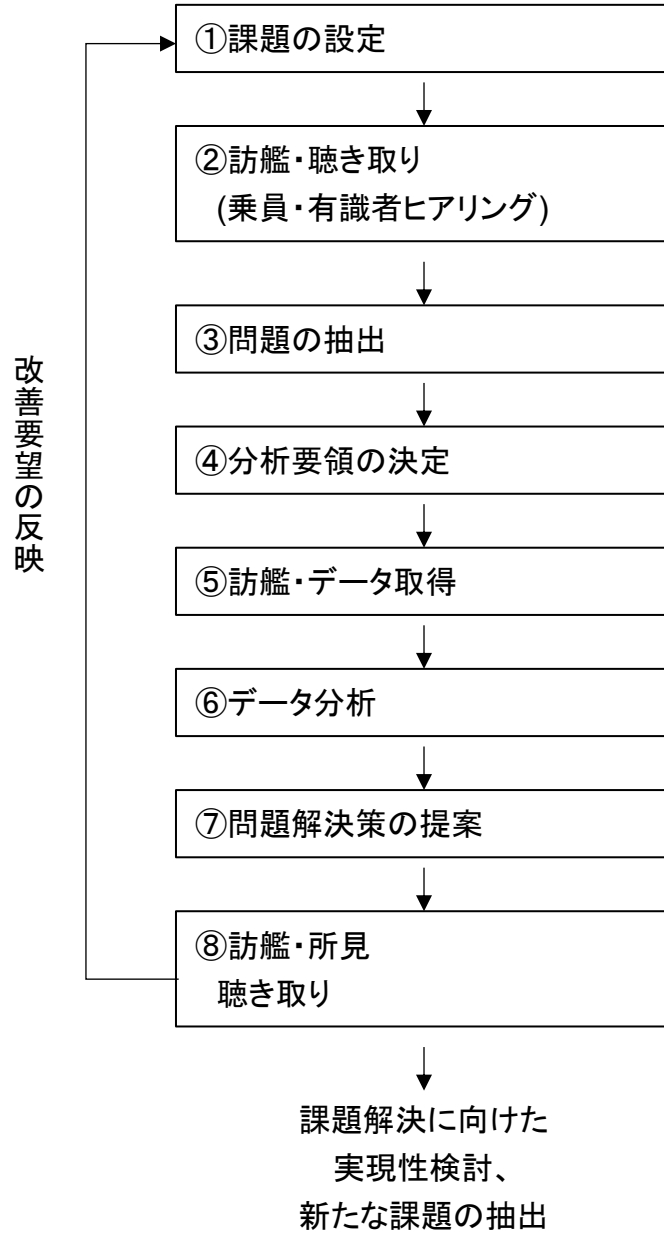 ①課題の設定
②訪艦・聴き取り
(乗員・有識者ヒアリング)
③問題の抽出
④分析要領の決定
⑤訪艦・データ取得
⑥データ分析
⑦問題解決策の提案
⑧訪艦・所見
聴き取り
改善要望の反映
課題解決に向けた
実現性検討、
新たな課題の抽出